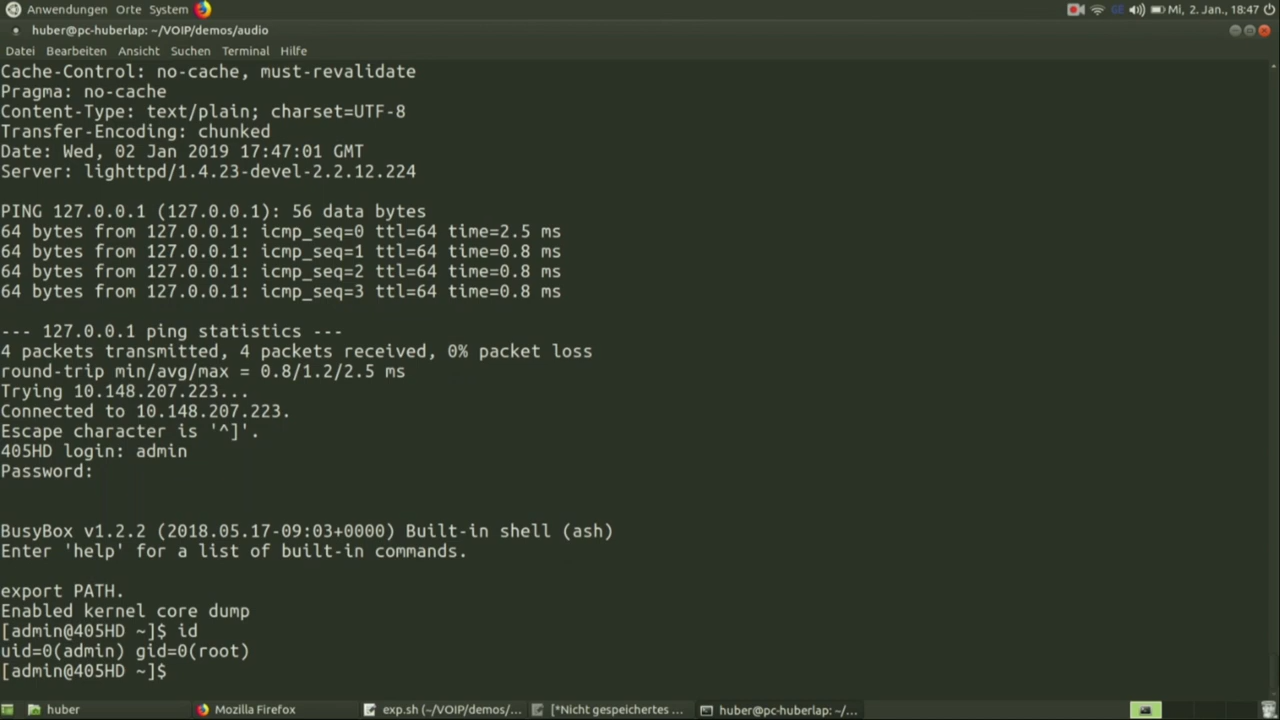 Anwendungen Orte System GE Mi, 2. Jan., 18:47
huber@pc-huberlap: ~/VOIP/demos/audio
Datei Bearbeiten Ansicht Suchen Terminal Hilfe
Cache-Control: no-cache, must-revalidate
Pragma: no-cache
Content-Type: text/plain; charset=UTF-8
Transfer-Encoding: chunked
Date: Wed, 02 Jan 2019 17:47:01 GMT
Server: lighttpd/1.4.23-devel-2.2.12.224
PING 127.0.0.1 (127.0.0.1): 56 data bytes
64 bytes from 127.0.0.1: icmp_seq=0 ttl=64 time=2.5 ms
64 bytes from 127.0.0.1: icmp_seq=1 ttl=64 time=0.8 ms
64 bytes from 127.0.0.1: icmp_seq=2 ttl=64 time=0.8 ms
64 bytes from 127.0.0.1: icmp_seq=3 ttl=64 time=0.8 ms
--- 127.0.0.1 ping statistics ---
4 packets transmitted, 4 packets received, 0% packet loss
round-trip min/avg/max = 0.8/1.2/2.5 ms
Trying 10.148.207.223...
Connected to 10.148.207.223.
Escape character is '^]'.
405HD login: admin
Password:
BusyBox v1.2.2 (2018.05.17-09:03+0000) Built-in shell (ash)
Enter 'help' for a list of built-in commands.
export PATH.
Enabled kernel core dump
[admin@405HD ~]$ id
uid=0(admin) gid=0(root)
[admin@405HD ~]$
huber Mozilla Firefox exp.sh (~/VOIP/demos/... [*Nicht gespeichertes ... huber@pc-huberlap: ~/...